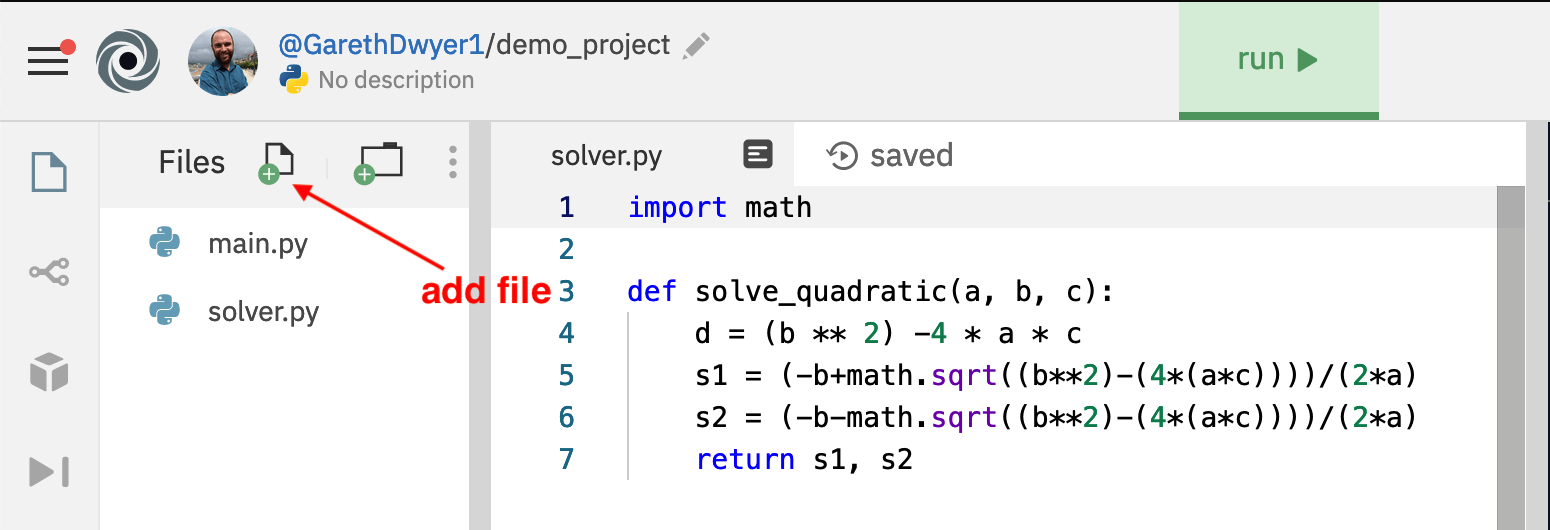 @GarethDwyer1/demo_project
No description
run
Files
main.py
solver.py
add file
solver.py
saved
1 import math
2
3 def solve_quadratic(a, b, c):
4     d = (b ** 2) -4 * a * c
5     s1 = (-b+math.sqrt((b**2)-(4*(a*c))))/(2*a)
6     s2 = (-b-math.sqrt((b**2)-(4*(a*c))))/(2*a)
7     return s1, s2